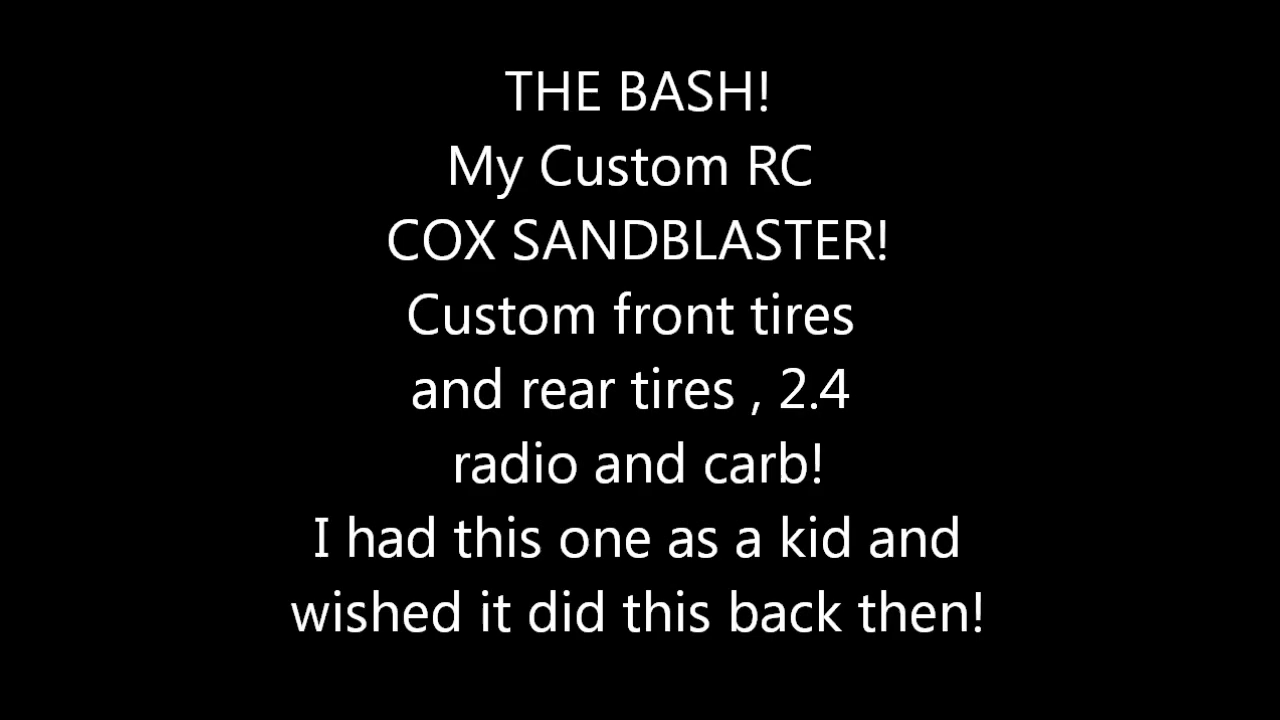 THE BASH!
My Custom RC
COX SANDBLASTER!
Custom front tires
and rear tires , 2.4
radio and carb!
I had this one as a kid and
wished it did this back then!